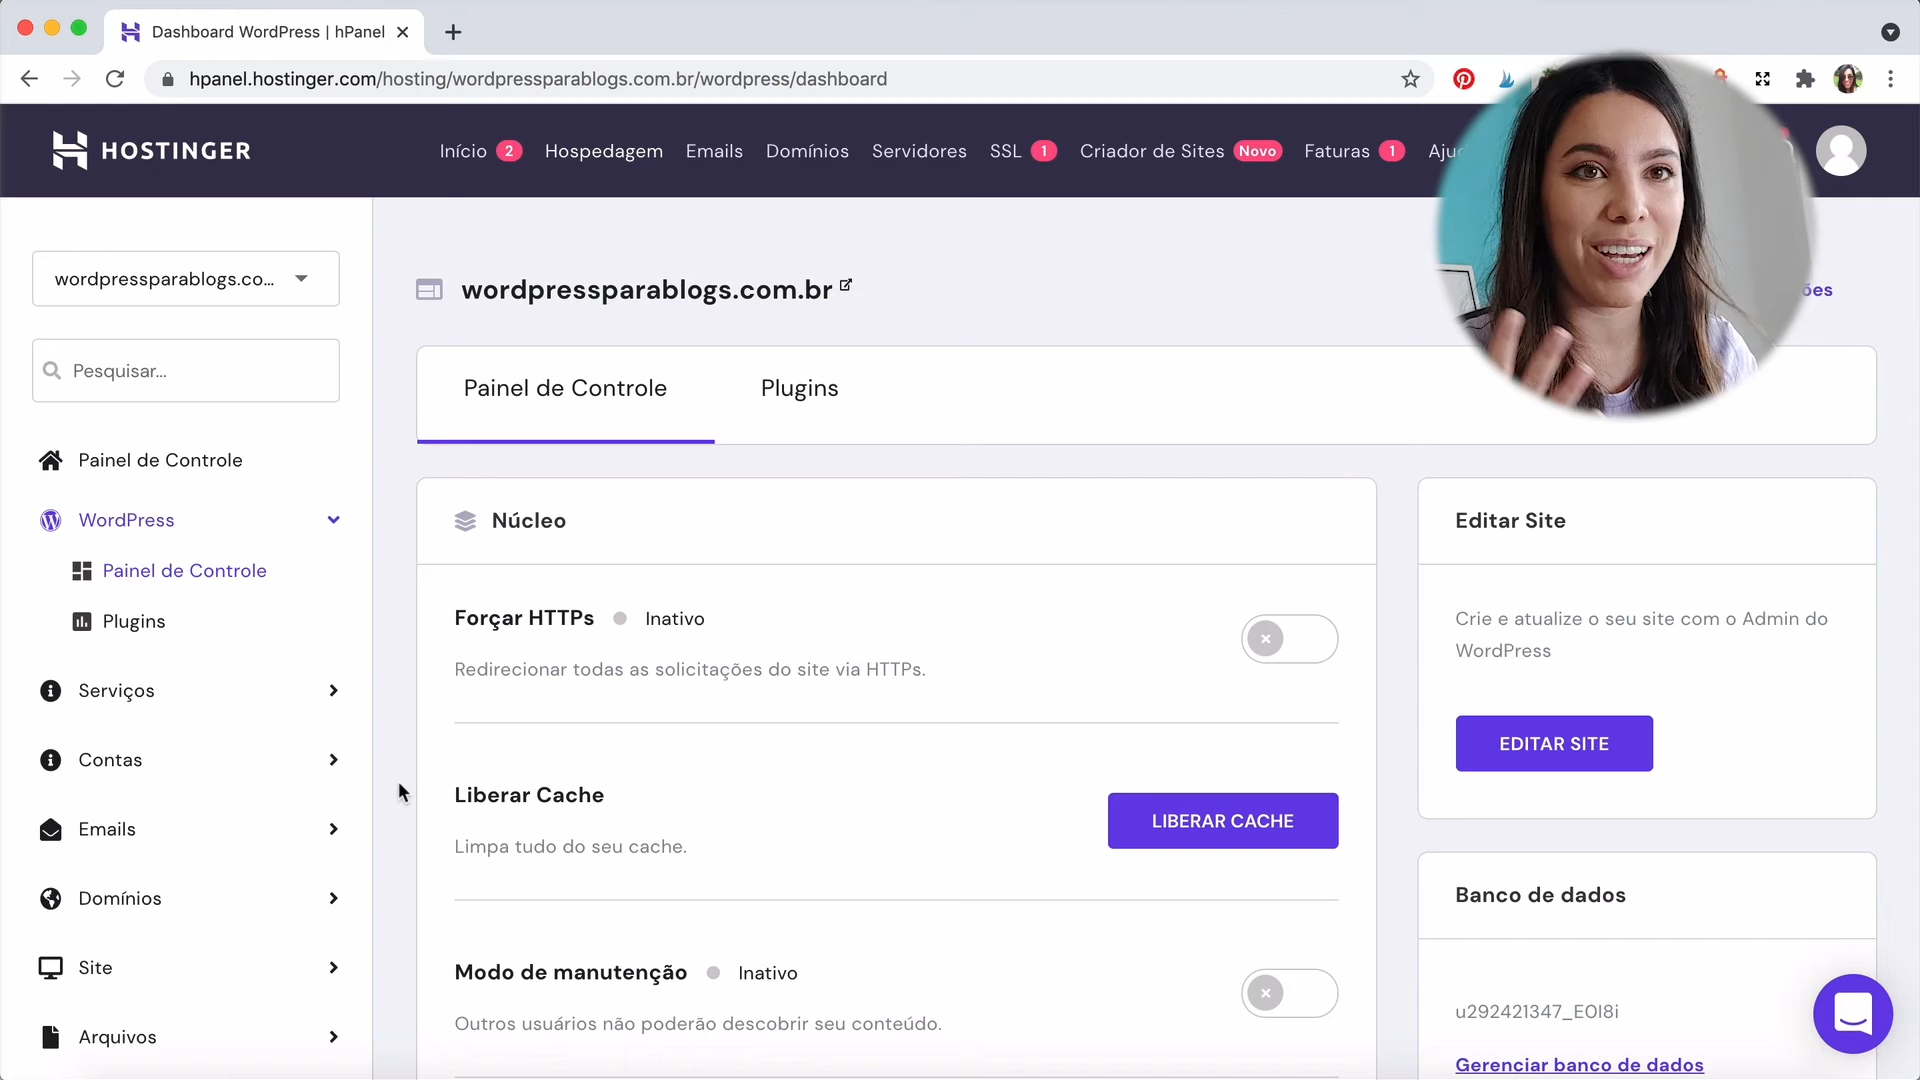 Dashboard WordPress | hPanel
hpanel.hostinger.com/hosting/wordpressparablogs.com.br/wordpress/dashboard
HOSTINGER
Início 2 Hospedagem Emails Domínios Servidores SSL 1 Criador de Sites Novo Faturas 1
wordpressparablogs.co...
Pesquisar...
Painel de Controle
WordPress
Painel de Controle
Plugins
Serviços
Contas
Emails
Domínios
Site
Arquivos
wordpressparablogs.com.br
Painel de Controle Plugins
Núcleo
Forçar HTTPs Inativo
Redirecionar todas as solicitações do site via HTTPs.
Liberar Cache
Limpa tudo do seu cache.
LIBERAR CACHE
Modo de manutenção Inativo
Outros usuários não poderão descobrir seu conteúdo.
Editar Site
Crie e atualize o seu site com o Admin do
WordPress
EDITAR SITE
Banco de dados
u292421347_E0I8i
Gerenciar banco de dados